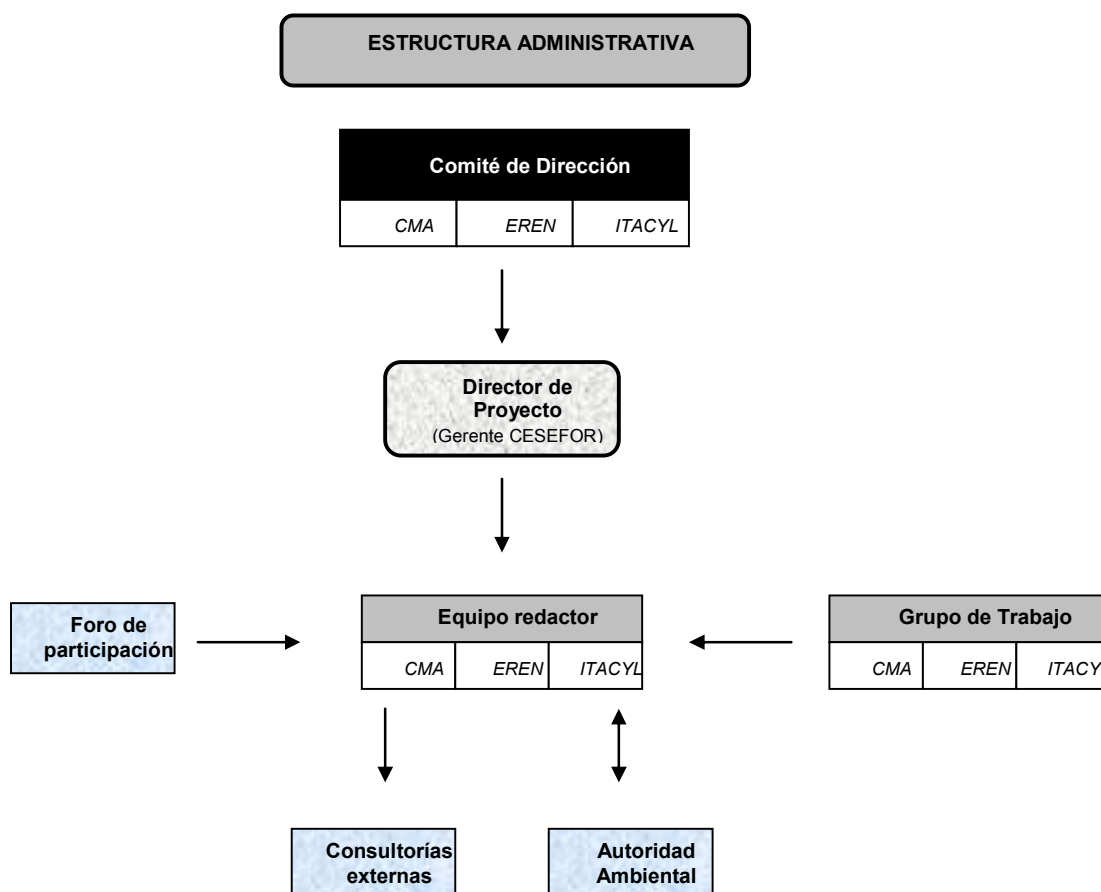 ESTRUCTURA ADMINISTRATIVA
Comité de Dirección
CMA EREN ITACYL
Director de
Proyecto
(Gerente CESEFOR)
Foro de
participación
Equipo redactor
CMA EREN ITACYL
Grupo de Trabajo
CMA EREN ITACY
Consultorías
externas
Autoridad
Ambiental